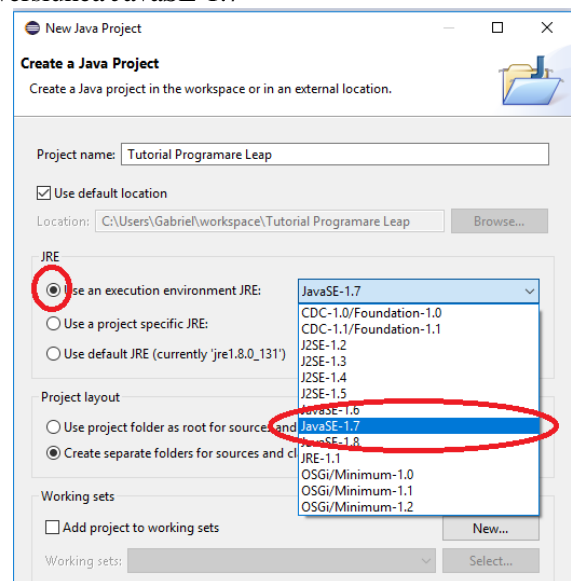 versiunea JavaSE-1.7
New Java Project
Create a Java Project
Create a Java project in the workspace or in an external location.
Project name: Tutorial Programare Leap
Use default location
Location: C:\Users\Gabriel\workspace\Tutorial Programare Leap Browse...
JRE
Use an execution environment JRE: JavaSE-1.7
CDC-1.0/Foundation-1.0
Use a project specific JRE:
CDC-1.1/Foundation-1.1
J2SE-1.2
J2SE-1.3
Use default JRE (currently 'jre1.8.0_131')
J2SE-1.4
J2SE-1.5
Project layout
JavaSE-1.6
Use project folder as root for sources and
JavaSE-1.7
JavaSE-1.8
Create separate folders for sources and cl
JRE-1.1
OSGi/Minimum-1.0
OSGi/Minimum-1.1
Working sets
OSGi/Minimum-1.2
Add project to working sets New...
Working sets: Select...